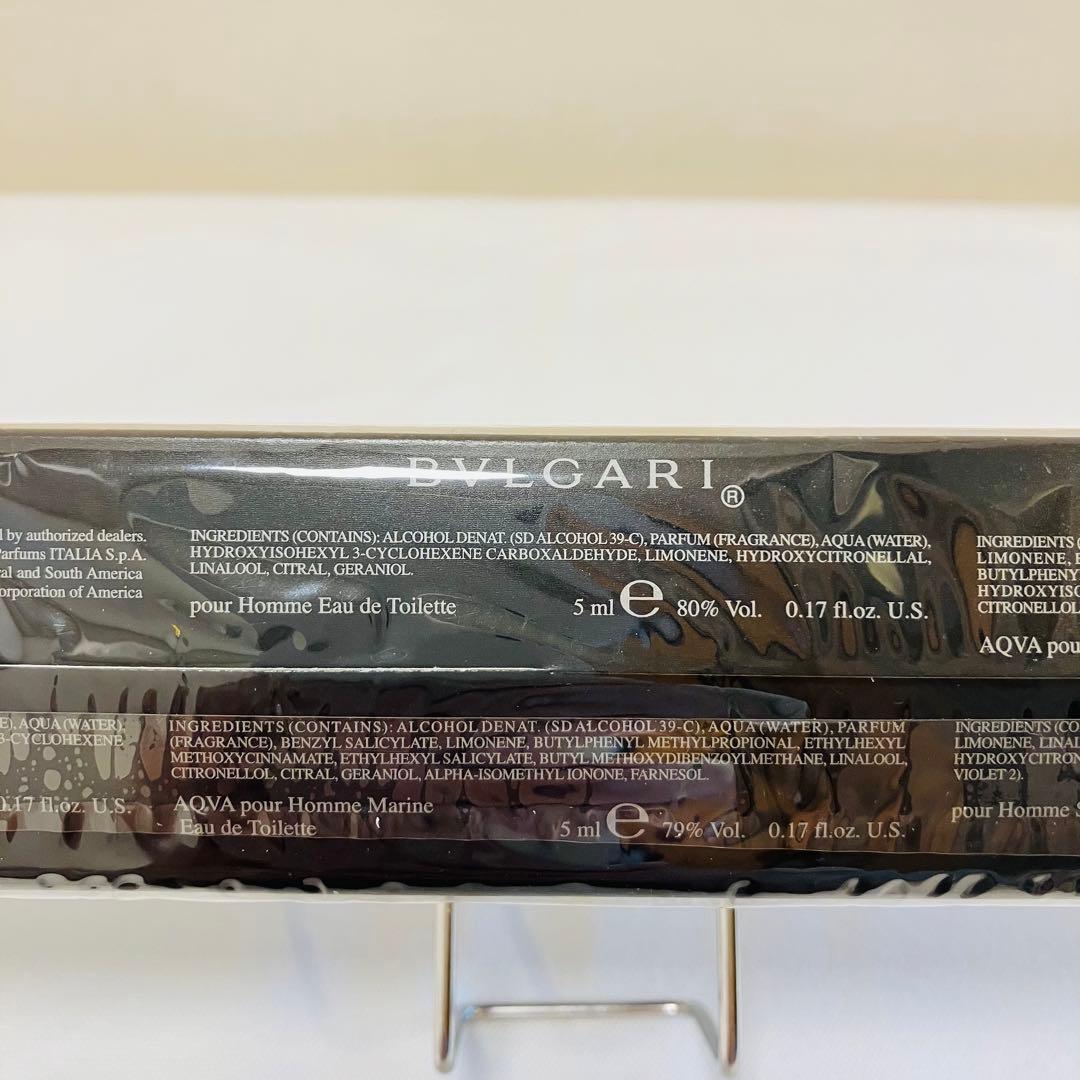 BVLGARI®
by authorized dealers.
Parfums ITALIA S.p.A.
and South America
Corporation of America
INGREDIENTS (CONTAINS): ALCOHOL DENAT. (SD ALCOHOL 39-C), PARFUM (FRAGRANCE), AQUA (WATER),
HYDROXYISOHEXYL 3-CYCLOHEXENE CARBOXALDEHYDE, LIMONENE, HYDROXYCITRONELLAL,
LINALOOL, CITRAL, GERANIOL.
pour Homme Eau de Toilette 5 ml e 80% Vol. 0.17 fl.oz. U.S.
INGREDIENTS (
LIMONENE,
BUTYLPHENY
HYDROXYISO
CITRONELLOL,
AQVA pou
E), AQUA (WATER),
3-CYCLOHEXENE
0.17 fl.oz. U.S.
INGREDIENTS (CONTAINS): ALCOHOL DENAT. (SD ALCOHOL 39-C), AQUA (WATER), PARFUM
(FRAGRANCE), BENZYL SALICYLATE, LIMONENE, BUTYLPHENYL METHYLPROPIONAL, ETHYLHEXYL
METHOXYCINNAMATE, ETHYLHEXYL SALICYLATE, BUTYL METHOXYDIBENZOYLMETHANE, LINALOOL,
CITRONELLOL, CITRAL, GERANIOL, ALPHA-ISOMETHYL IONONE, FARNESOL.
AQVA pour Homme Marine
Eau de Toilette 5 ml e 79% Vol. 0.17 fl.oz. U.S.
INGREDIENTS (CO
LIMONENE, LINAL
HYDROXYCITRON
VIOLET 2).
pour Homme S